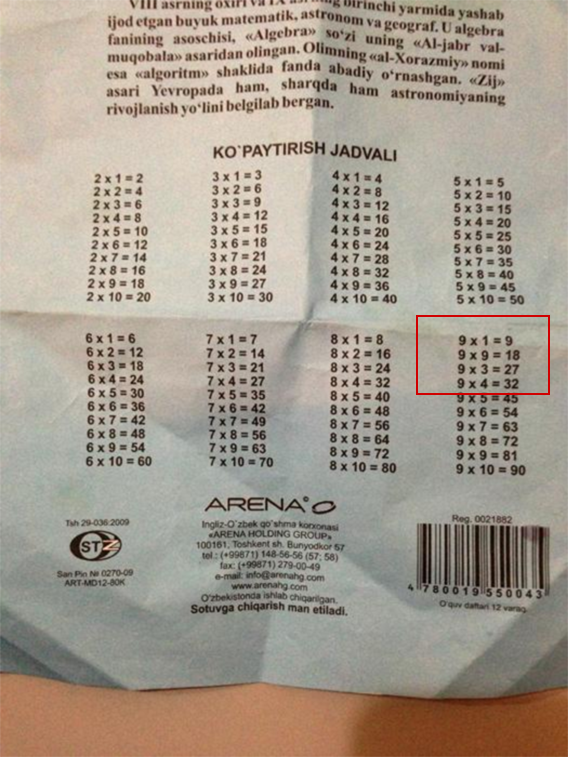 VIII asrning oxiri va IX asrning birinchi yarmida yashab
ijod etgan buyuk matematik, astronom va geograf. U algebra
fanining asoschisi, «Algebra» so‘zi uning «Al-jabr val-
muqobala» asaridan olingan. Olimning «al-Xorazmiy» nomi
esa «algoritm» shaklida fanda abadiy o‘rnashgan. «Zij»
asari Yevropada ham, sharqda ham astronomiyaning
rivojlanish yo‘lini belgilab bergan.
KO`PAYTIRISH JADVALI
2 x 1 = 2
2 x 2 = 4
2 x 3 = 6
2 x 4 = 8
2 x 5 = 10
2 x 6 = 12
2 x 7 = 14
2 x 8 = 16
2 x 9 = 18
2 x 10 = 20
3 x 1 = 3
3 x 2 = 6
3 x 3 = 9
3 x 4 = 12
3 x 5 = 15
3 x 6 = 18
3 x 7 = 21
3 x 8 = 24
3 x 9 = 27
3 x 10 = 30
4 x 1 = 4
4 x 2 = 8
4 x 3 = 12
4 x 4 = 16
4 x 5 = 20
4 x 6 = 24
4 x 7 = 28
4 x 8 = 32
4 x 9 = 36
4 x 10 = 40
5 x 1 = 5
5 x 2 = 10
5 x 3 = 15
5 x 4 = 20
5 x 5 = 25
5 x 6 = 30
5 x 7 = 35
5 x 8 = 40
5 x 9 = 45
5 x 10 = 50
6 x 1 = 6
6 x 2 = 12
6 x 3 = 18
6 x 4 = 24
6 x 5 = 30
6 x 6 = 36
6 x 7 = 42
6 x 8 = 48
6 x 9 = 54
6 x 10 = 60
7 x 1 = 7
7 x 2 = 14
7 x 3 = 21
7 x 4 = 27
7 x 5 = 35
7 x 6 = 42
7 x 7 = 49
7 x 8 = 56
7 x 9 = 63
7 x 10 = 70
8 x 1 = 8
8 x 2 = 16
8 x 3 = 24
8 x 4 = 32
8 x 5 = 40
8 x 6 = 48
8 x 7 = 56
8 x 8 = 64
8 x 9 = 72
8 x 10 = 80
9 x 1 = 9
9 x 9 = 18
9 x 3 = 27
9 x 4 = 32
9 x 5 = 45
9 x 6 = 54
9 x 7 = 63
9 x 8 = 72
9 x 9 = 81
9 x 10 = 90
Tsh 29-036:2009
STZ
San Pin № 0270-09
ART-MD12-80K
ARENA
Ingliz-O`zbek qo`shma korxonasi
«ARENA HOLDING GROUP»
100161, Toshkent sh. Bunyodkor 57
tel.: (+99871) 148-56-56 (57; 58)
fax: (+99871) 279-00-49
e-mail: info@arenahg.com
www.arenahg.com
O'zbekistonda ishlab chiqarilgan.
Sotuvga chiqarish man etiladi.
Reg. 0021882
4 780019 550043
O'quv daftari 12 varaq.